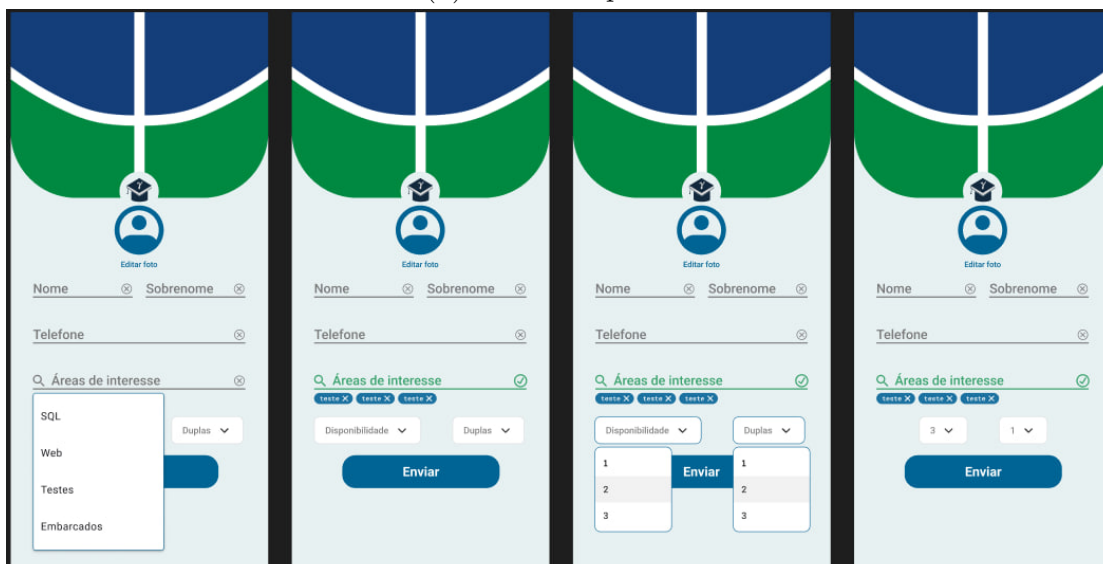 Editar foto
Nome Sobrenome
Telefone
Áreas de interesse
SQL
Web
Testes
Embarcados
Duplas
Editar foto
Nome Sobrenome
Telefone
Áreas de interesse
teste X teste X teste X
Disponibilidade Duplas
Enviar
Editar foto
Nome Sobrenome
Telefone
Áreas de interesse
teste X teste X teste X
Disponibilidade Duplas
Enviar
1 1
2 2
3 3
Editar foto
Nome Sobrenome
Telefone
Áreas de interesse
teste X teste X teste X
3 1
Enviar